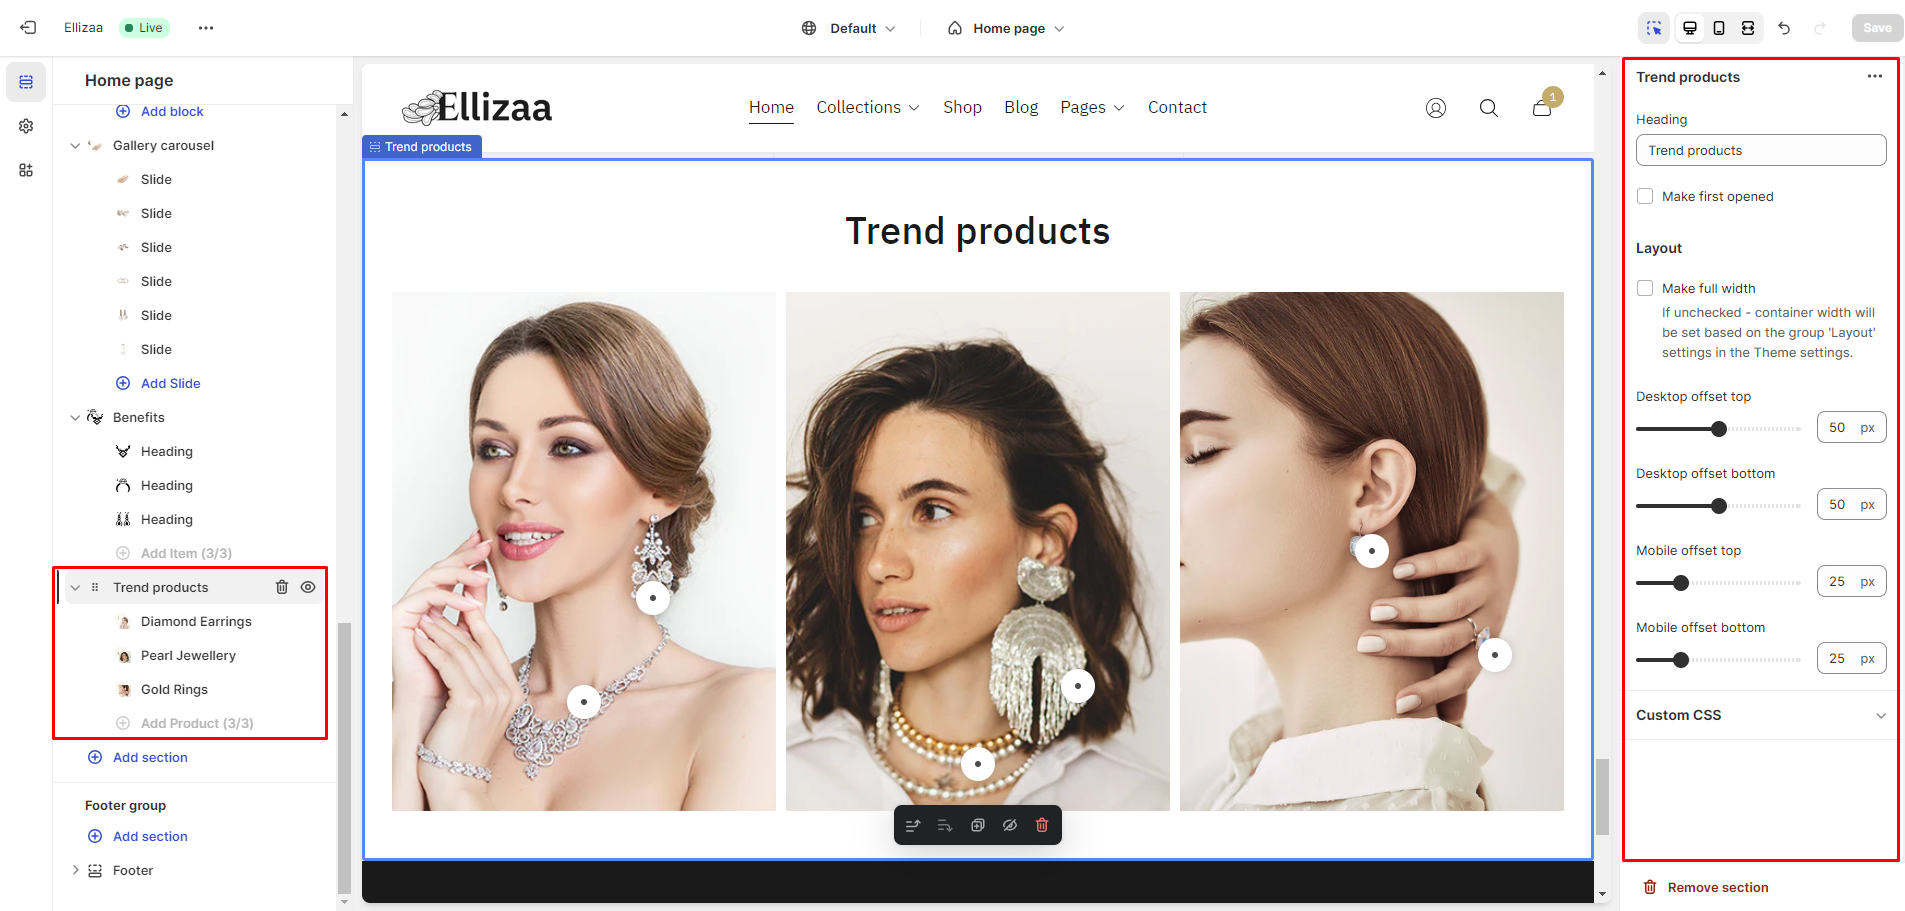 Ellizaa
Live
Default
Home page
Save
Home page
Add block
Gallery carousel
Slide
Slide
Slide
Slide
Slide
Slide
Add Slide
Benefits
Heading
Heading
Heading
Add Item (3/3)
Trend products
Diamond Earrings
Pearl Jewellery
Gold Rings
Add Product (3/3)
Add section
Footer group
Add section
Footer
Ellizaa
Home
Collections
Shop
Blog
Pages
Contact
1
Trend products
Trend products
Trend products
Heading
Trend products
Make first opened
Layout
Make full width
If unchecked - container width will
be set based on the group 'Layout'
settings in the Theme settings.
Desktop offset top
50 px
Desktop offset bottom
50 px
Mobile offset top
25 px
Mobile offset bottom
25 px
Custom CSS
Remove section